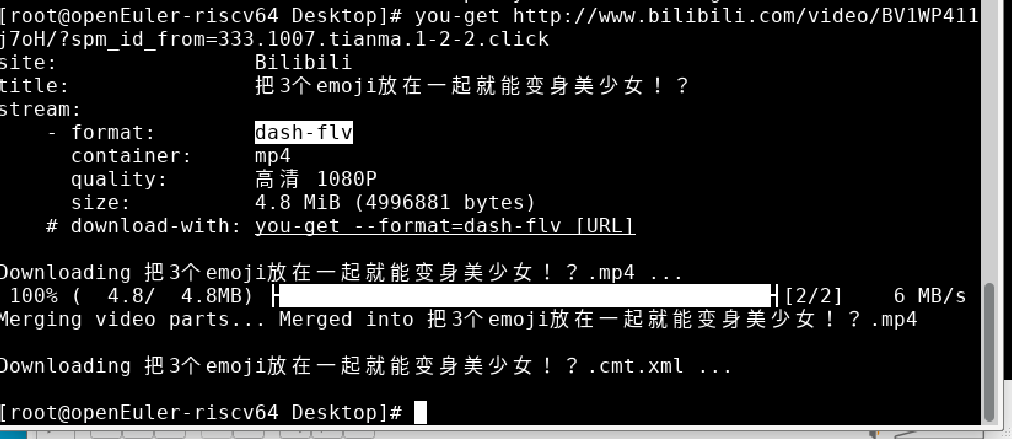 [root@openEuler-riscv64 Desktop]# you-get http://www.bilibili.com/video/BV1WP411
j7oH/?spm_id_from=333.1007.tianma.1-2-2.click
site: Bilibili
title: 把3个emoji放在一起就能变身美少女！？
stream:
- format: dash-flv
container: mp4
quality: 高清 1080P
size: 4.8 MiB (4996881 bytes)
# download-with: you-get --format=dash-flv [URL]
Downloading 把3个emoji放在一起就能变身美少女！？.mp4 ...
100% ( 4.8/ 4.8MB) ├████████████████████████████████████████┤[2/2] 6 MB/s
Merging video parts... Merged into 把3个emoji放在一起就能变身美少女！？.mp4
Downloading 把3个emoji放在一起就能变身美少女！？.cmt.xml ...
[root@openEuler-riscv64 Desktop]#